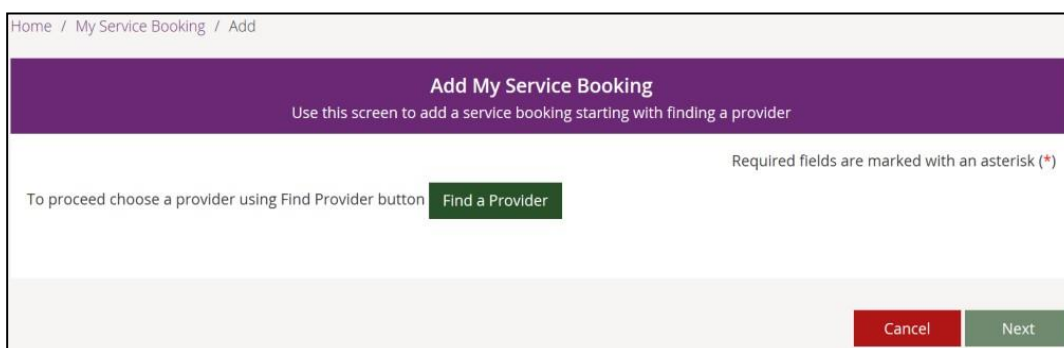 Home / My Service Booking / Add
Add My Service Booking
Use this screen to add a service booking starting with finding a provider
Required fields are marked with an asterisk (*)
To proceed choose a provider using Find Provider button Find a Provider
Cancel Next